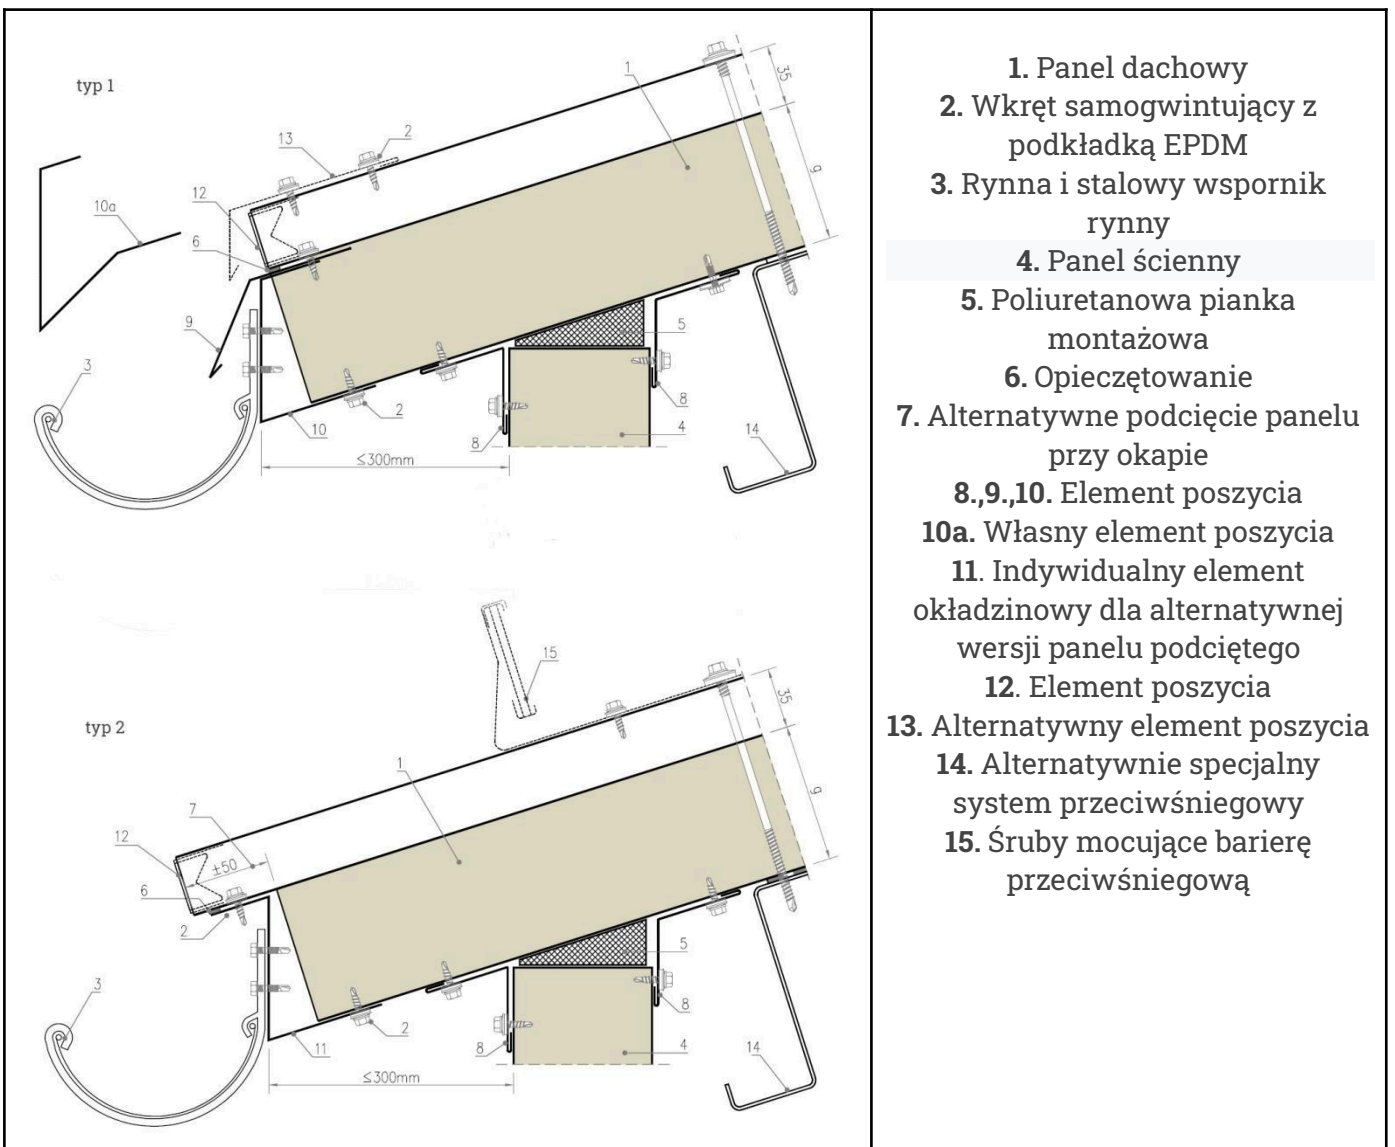 typ 1
1
35
g
2
13
12
10a
6
9
5
3
8
2
4
10
8
14
≤300mm
15
typ 2
35
1
g
7
12
±50
6
2
5
3
8
2
4
8
11
14
≤300mm
1. Panel dachowy
2. Wkręt samogwintujący z
podkładką EPDM
3. Rynna i stalowy wspornik
rynny
4. Panel ścienny
5. Poliuretanowa pianka
montażowa
6. Opieczętowanie
7. Alternatywne podcięcie panelu
przy okapie
8.,9.,10. Element poszycia
10a. Własny element poszycia
11. Indywidualny element
okładzinowy dla alternatywnej
wersji panelu podciętego
12. Element poszycia
13. Alternatywny element poszycia
14. Alternatywnie specjalny
system przeciwśniegowy
15. Śruby mocujące barierę
przeciwśniegową